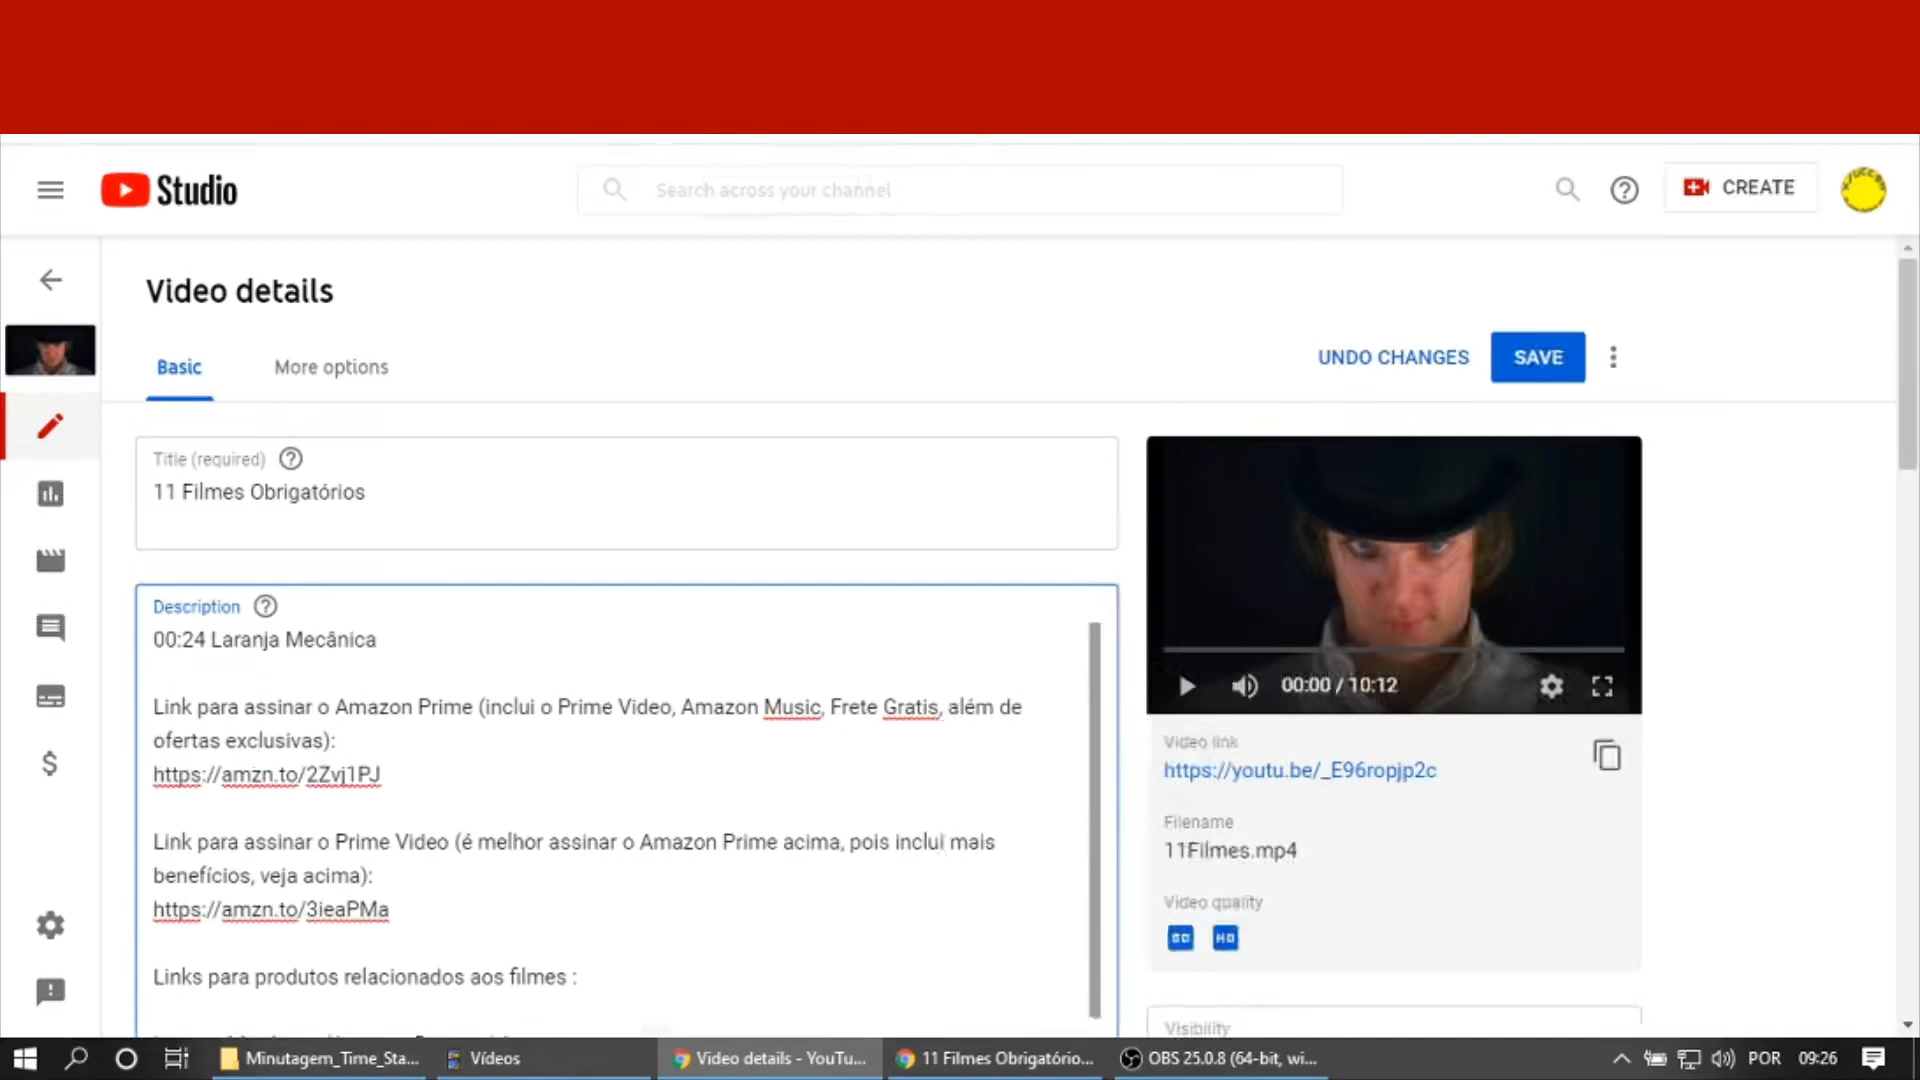 Studio
Search across your channel
CREATE
Video details
Basic
More options
UNDO CHANGES
SAVE
Title (required)
11 Filmes Obrigatórios
Description
00:24 Laranja Mecânica
Link para assinar o Amazon Prime (inclui o Prime Video, Amazon Music, Frete Gratis, além de
ofertas exclusivas):
https://amzn.to/2Zvj1PJ
Link para assinar o Prime Video (é melhor assinar o Amazon Prime acima, pois inclui mais
benefícios, veja acima):
https://amzn.to/3ieaPMa
Links para produtos relacionados aos filmes :
00:00 / 10:12
Video link
https://youtu.be/_E96ropjp2c
Filename
11Filmes.mp4
Video quality
SD HD
Visibility
Minutagem_Time_Sta...
Vídeos
Video details - YouTu...
11 Filmes Obrigatório...
OBS 25.0.8 (64-bit, wi...
POR
09:26